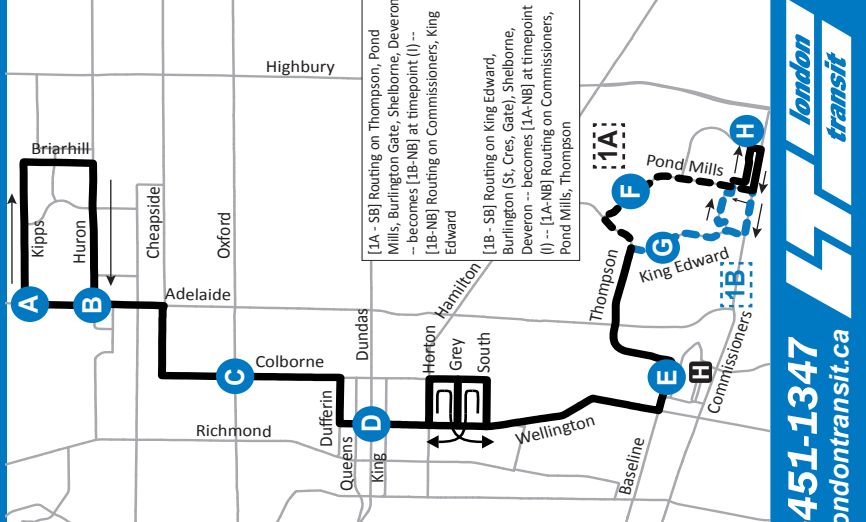 Highbury
Briarhill
Kipps
Huron
Cheapside
Oxford
Adelaide
Colborne
Dundas
Hamilton
Horton
Grey
South
Dufferin
Queens
King
Richmond
Wellington
Baseline
Thompson
King Edward
Pond Mills
Commissioners
A
B
C
D
E
F
G
H
H
1A
1B
[1A - SB] Routing on Thompson, Pond
Mills, Burlington Gate, Shelborne, Deveron
-- becomes [1B-NB] at timepoint (I) --
[1B-NB] Routing on Commissioners, King
Edward
[1B - SB] Routing on King Edward,
Burlington (St, Cres, Gate), Shelborne,
Deveron -- becomes [1A-NB] at timepoint
(I) -- [1A-NB] Routing on Commissioners,
Pond Mills, Thompson
451-1347
ondontransit.ca
london
transit